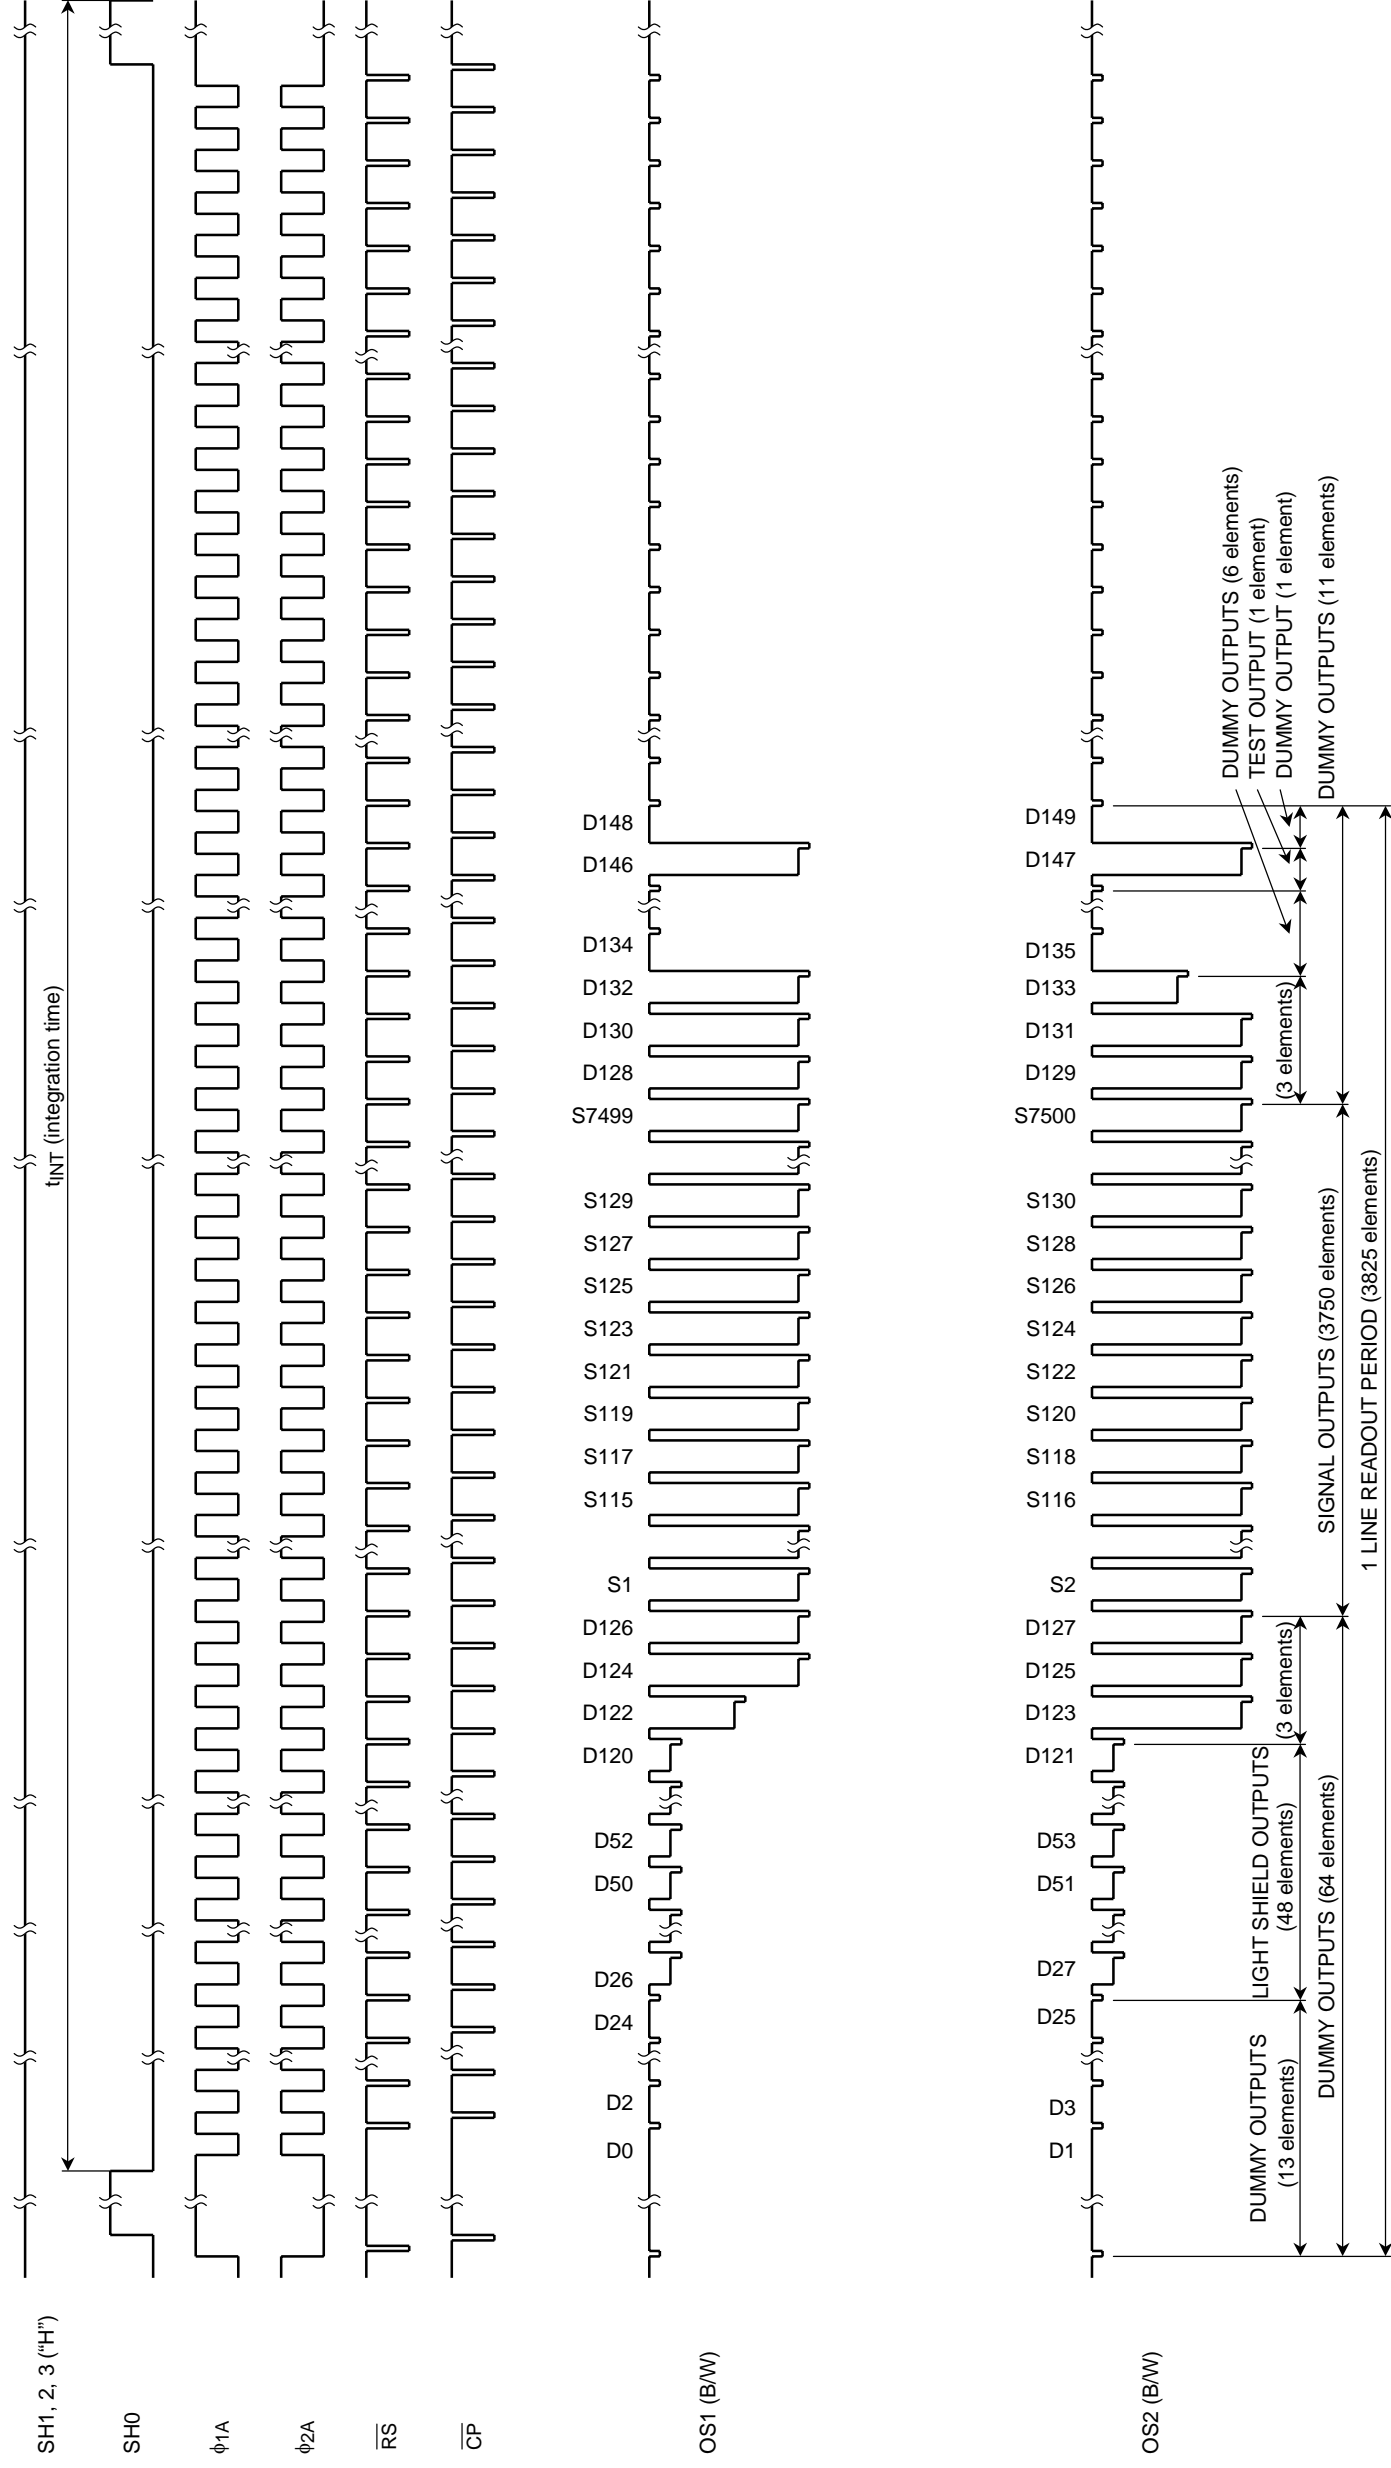 SH1, 2, 3 (“H”)
tINT (integration time)
SH0
ϕ1A
ϕ2A
RS
CP
OS1 (B/W)
D0
D2
D24
D26
D50
D52
D120
D122
D124
D126
S1
S115
S117
S119
S121
S123
S125
S127
S129
S7499
D128
D130
D132
D134
D146
D148
OS2 (B/W)
D1
D3
D25
D27
D51
D53
D121
D123
D125
D127
S2
S116
S118
S120
S122
S124
S126
S128
S130
S7500
D129
D131
D133
D135
D147
D149
DUMMY OUTPUTS
(13 elements)
LIGHT SHIELD OUTPUTS
(48 elements)
(3 elements)
(3 elements)
DUMMY OUTPUTS (6 elements)
TEST OUTPUT (1 element)
DUMMY OUTPUT (1 element)
DUMMY OUTPUTS (64 elements)
SIGNAL OUTPUTS (3750 elements)
DUMMY OUTPUTS (11 elements)
1 LINE READOUT PERIOD (3825 elements)